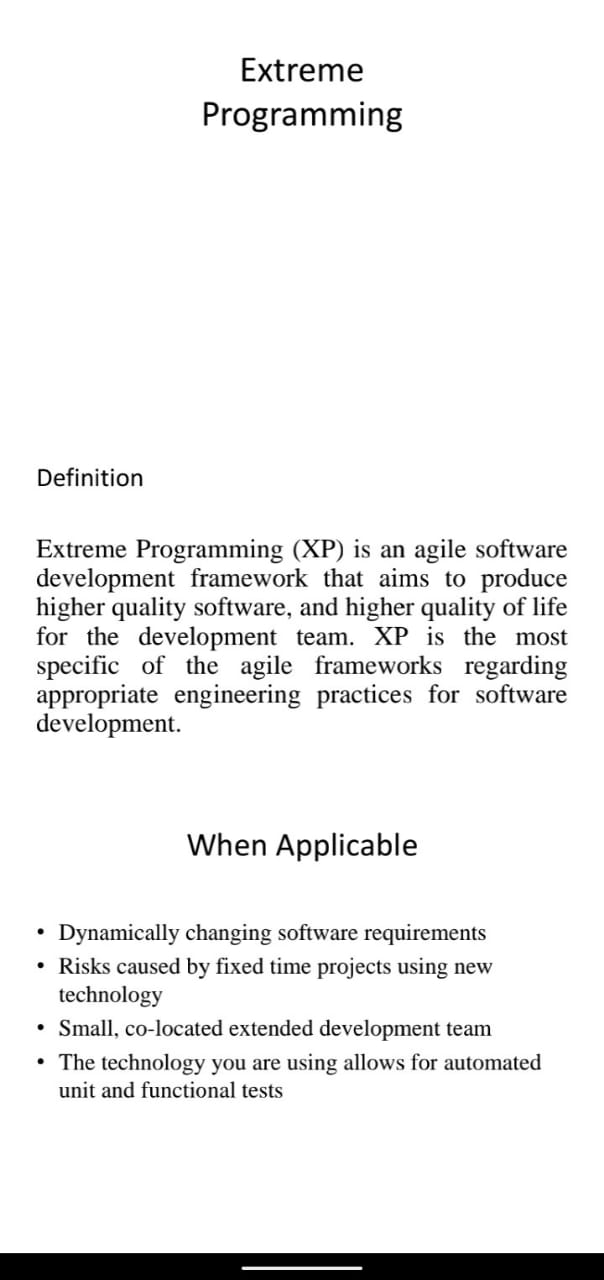 Extreme
Programming
Definition
Extreme Programming (XP) is an agile software
development framework that aims to produce
higher quality software, and higher quality of life
for the development team. XP is the most
specific of the agile frameworks regarding
appropriate engineering practices for software
development.
When Applicable
• Dynamically changing software requirements
• Risks caused by fixed time projects using new
technology
• Small, co-located extended development team
• The technology you are using allows for automated
unit and functional tests